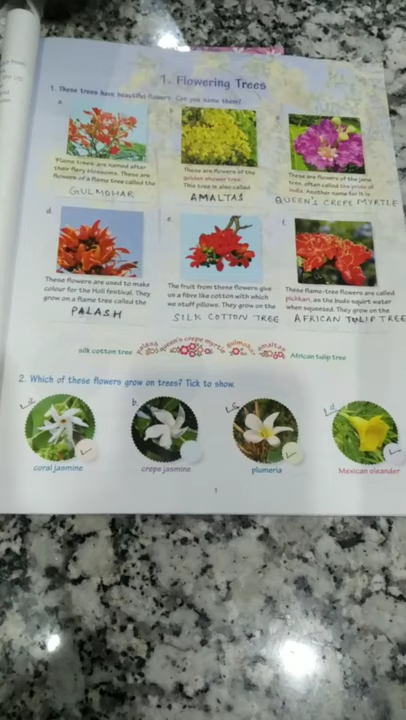 1. Flowering Trees
1. These trees have beautiful flowers. Can you name them?
a.
Flame trees are named after
their fiery blossoms. These are
flowers of a flame tree called the
GULMOHAR
These are flowers of the
golden shower tree.
This tree is also called
AMALTAS
c.
These are flowers of the jarul
tree, often called the pride of
India. Another name for it is
QUEEN'S CREPE MYRTLE
d.
These flowers are used to make
colour for the Holi festival. They
grow on a flame tree called the
PALASH
e.
The fruit from these flowers give
us a fibre like cotton with which
we stuff pillows. They grow on the
SILK COTTON TREE
f.
These flame-tree flowers are called
pichkari, as the buds squirt water
when squeezed. They grow on the
AFRICAN TULIP TREE
silk cotton tree palash queen's crepe myrtle gulmohar amaltas African tulip tree
2. Which of these flowers grow on trees? Tick to show.
a.
coral jasmine
b.
crepe jasmine
c.
plumeria
d.
Mexican oleander
1